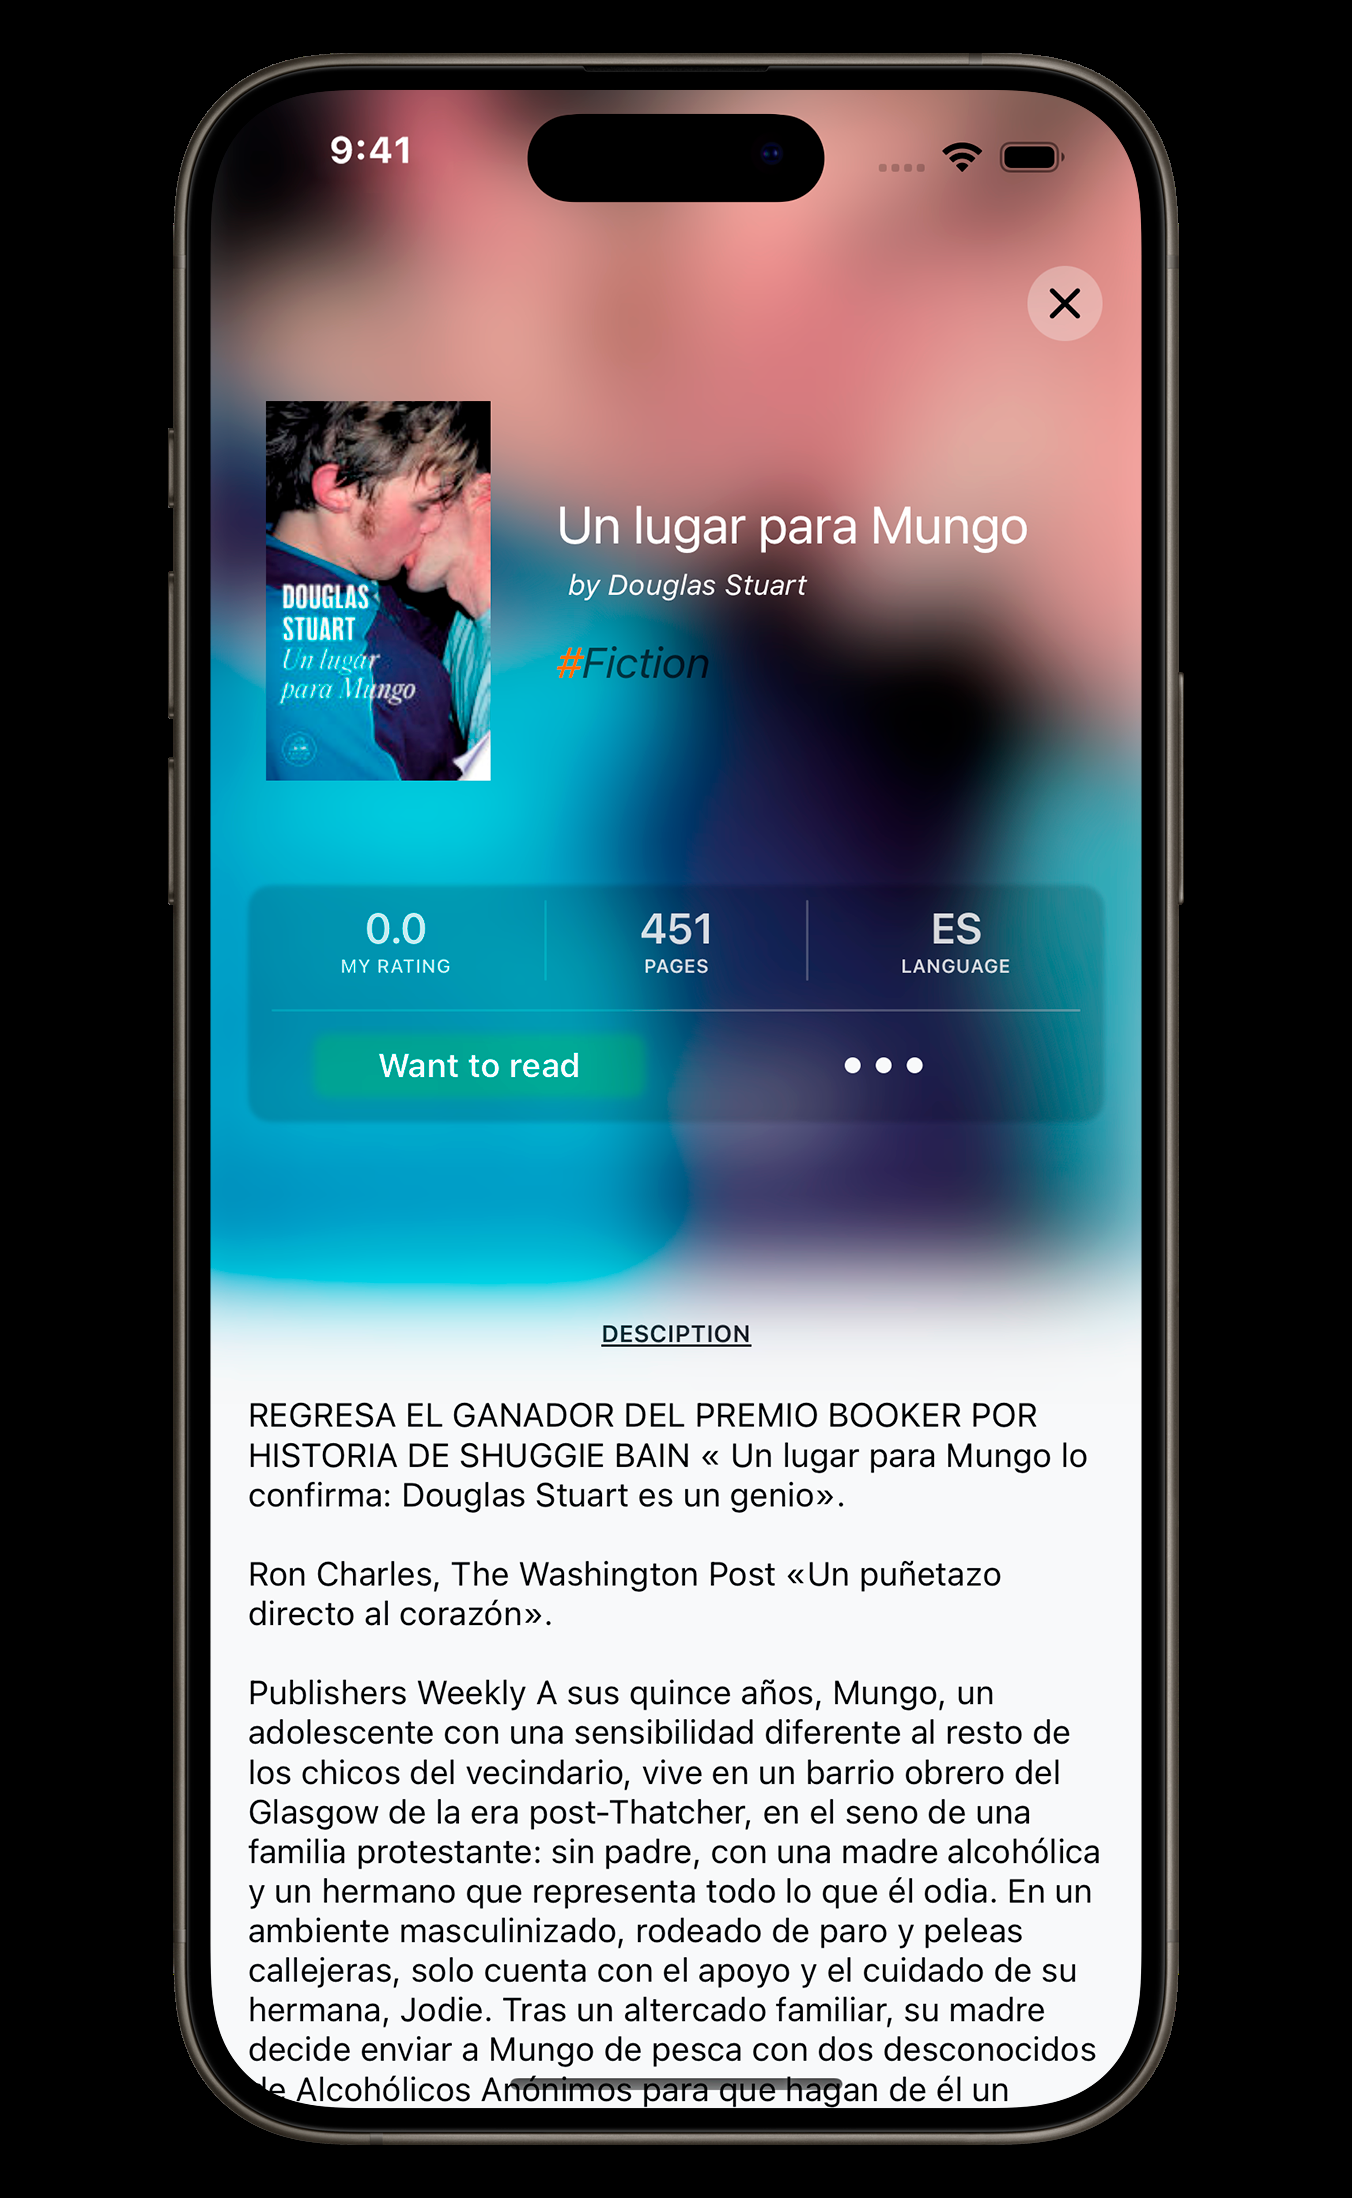 9:41
DOUGLAS
STUART
Un lugar
para Mungo
Un lugar para Mungo
by Douglas Stuart
#Fiction
0.0
MY RATING
451
PAGES
ES
LANGUAGE
Want to read
DESCIPTION
REGRESA EL GANADOR DEL PREMIO BOOKER POR
HISTORIA DE SHUGGIE BAIN « Un lugar para Mungo lo
confirma: Douglas Stuart es un genio».
Ron Charles, The Washington Post «Un puñetazo
directo al corazón».
Publishers Weekly A sus quince años, Mungo, un
adolescente con una sensibilidad diferente al resto de
los chicos del vecindario, vive en un barrio obrero del
Glasgow de la era post-Thatcher, en el seno de una
familia protestante: sin padre, con una madre alcohólica
y un hermano que representa todo lo que él odia. En un
ambiente masculinizado, rodeado de paro y peleas
callejeras, solo cuenta con el apoyo y el cuidado de su
hermana, Jodie. Tras un altercado familiar, su madre
decide enviar a Mungo de pesca con dos desconocidos
de Alcohólicos Anónimos para que hagan de él un